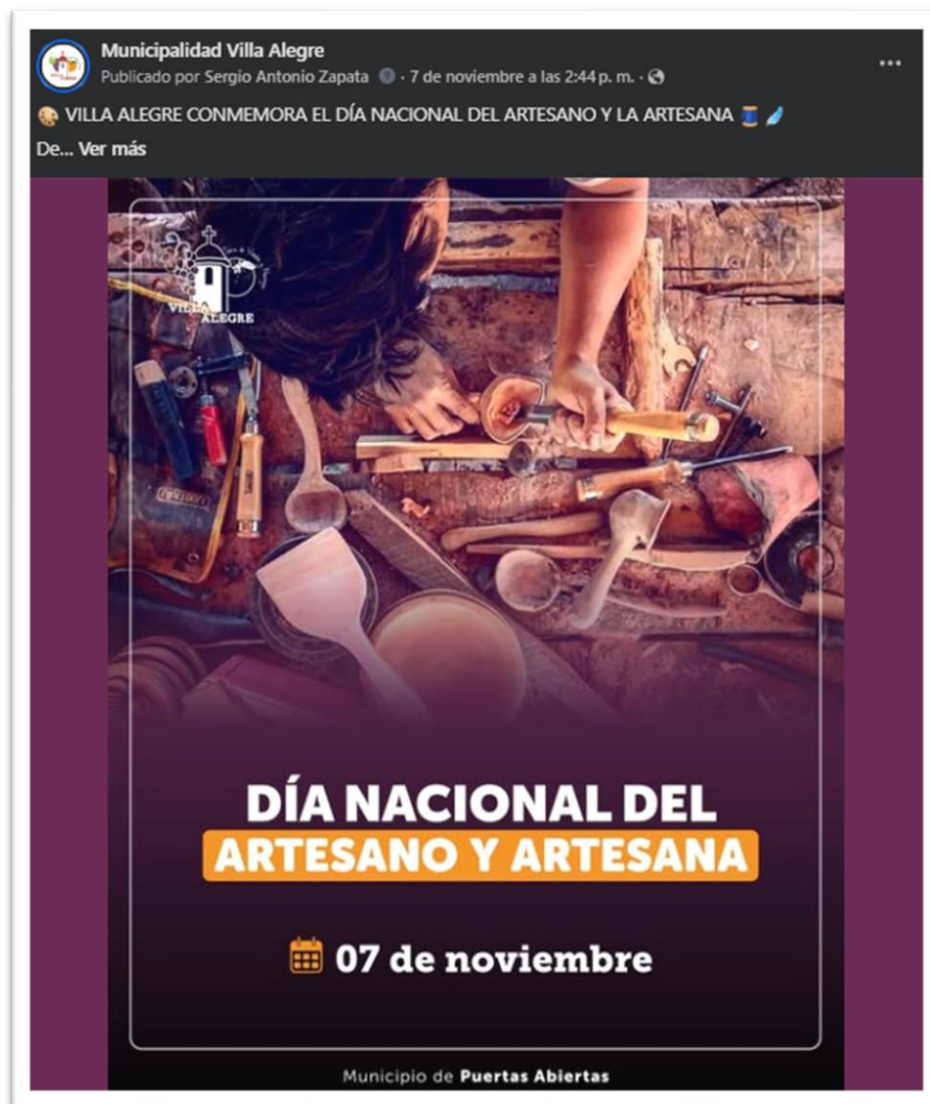 Municipalidad Villa Alegre
Publicado por Sergio Antonio Zapata · 7 de noviembre a las 2:44 p. m. ·
VILLA ALEGRE CONMEMORA EL DÍA NACIONAL DEL ARTESANO Y LA ARTESANA
De... Ver más
VILLA
ALEGRE
DÍA NACIONAL DEL
ARTESANO Y ARTESANA
07 de noviembre
Municipio de Puertas Abiertas